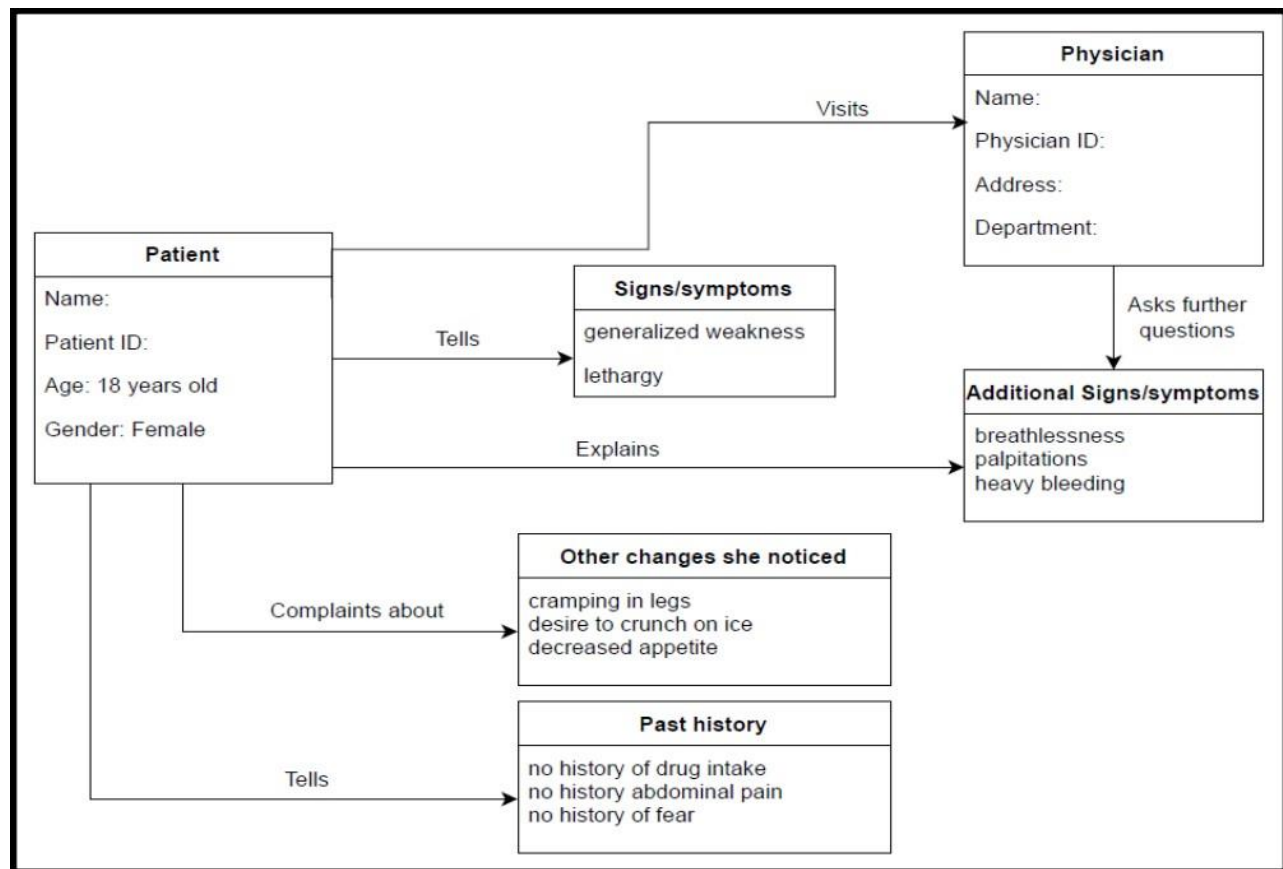 Physician
Name:
Physician ID:
Address:
Department:
Visits
Patient
Name:
Patient ID:
Age: 18 years old
Gender: Female
Tells
Signs/symptoms
generalized weakness
lethargy
Asks further
questions
Explains
Additional Signs/symptoms
breathlessness
palpitations
heavy bleeding
Complaints about
Other changes she noticed
cramping in legs
desire to crunch on ice
decreased appetite
Tells
Past history
no history of drug intake
no history abdominal pain
no history of fear